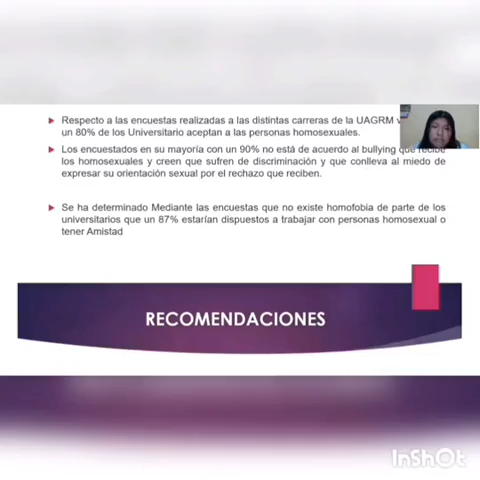 Respecto a las encuestas realizadas a las distintas carreras de la UAGRM
un 80% de los Universitario aceptan a las personas homosexuales.
Los encuestados en su mayoría con un 90% no está de acuerdo al bullying que recibe
los homosexuales y creen que sufren de discriminación y que conlleva al miedo de
expresar su orientación sexual por el rechazo que reciben.
Se ha determinado Mediante las encuestas que no existe homofobia de parte de los
universitarios que un 87% estarían dispuestos a trabajar con personas homosexual o
tener Amistad
RECOMENDACIONES
InShOt